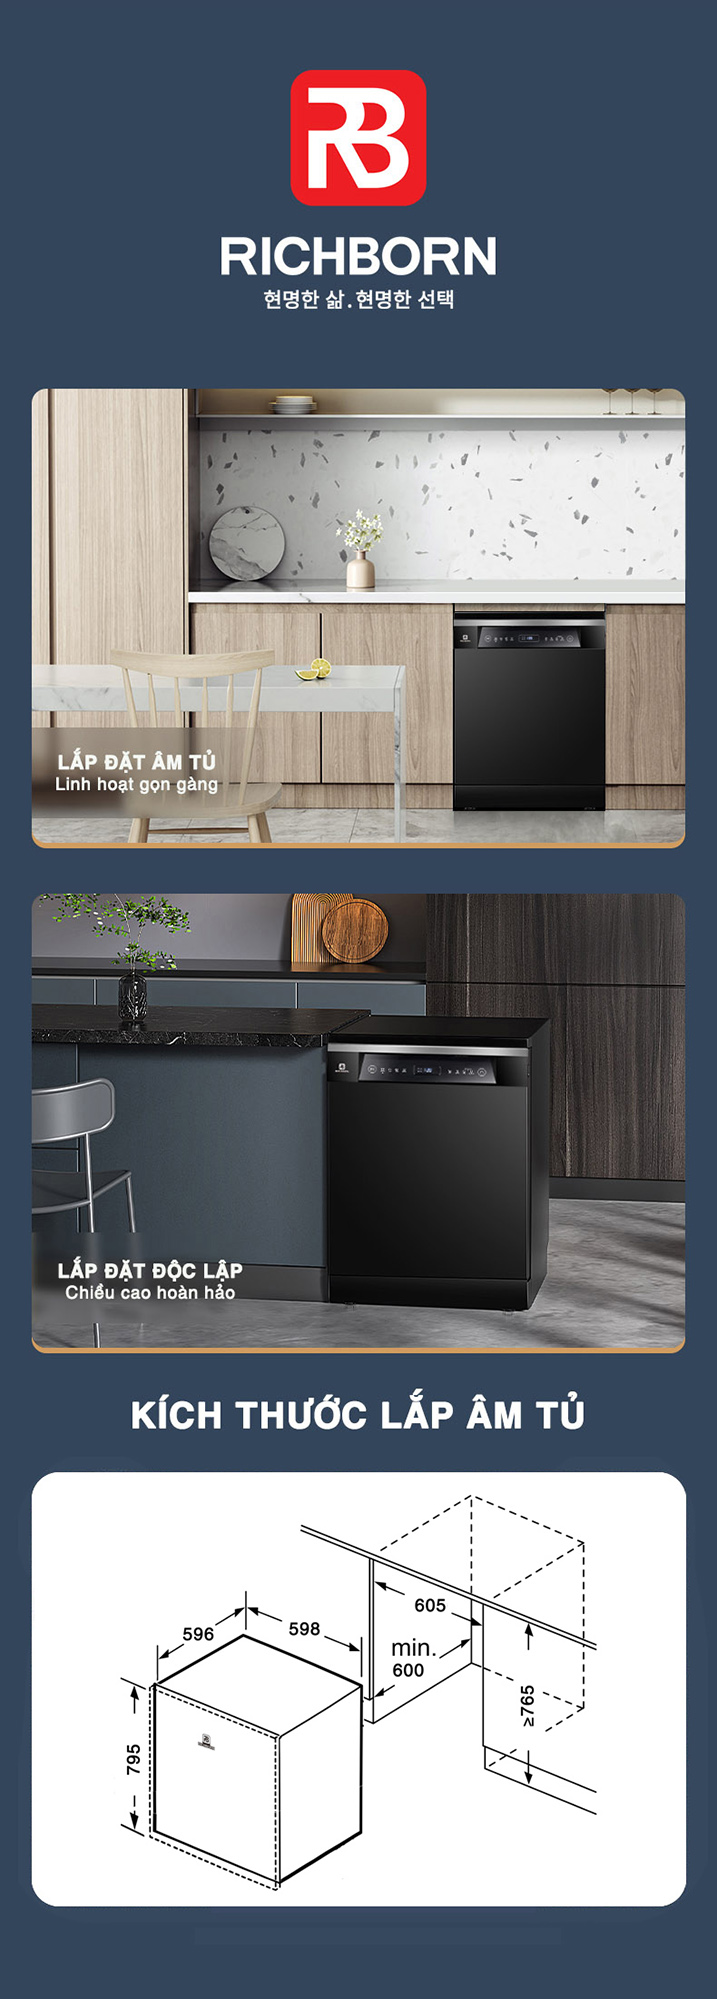 RB
RICHBORN
현명한 삶.현명한 선택
LẮP ĐẶT ÂM TỦ
Linh hoạt gọn gàng
LẮP ĐẶT ĐỘC LẬP
Chiều cao hoàn hảo
KÍCH THƯỚC LẮP ÂM TỦ
605
596
598
min.
600
≥765
795